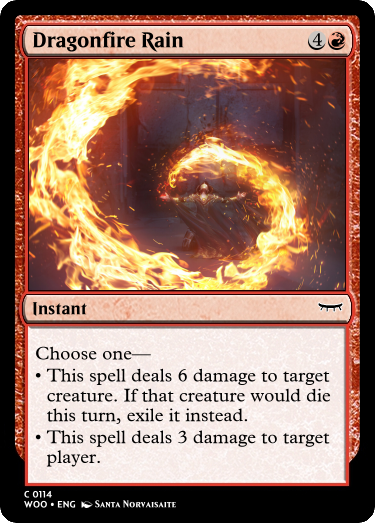 Dragonfire Rain 4
Instant
Choose one—
• This spell deals 6 damage to target
creature. If that creature would die
this turn, exile it instead.
• This spell deals 3 damage to target
player.
C 0114
WOO • ENG Santa Norvaisaite